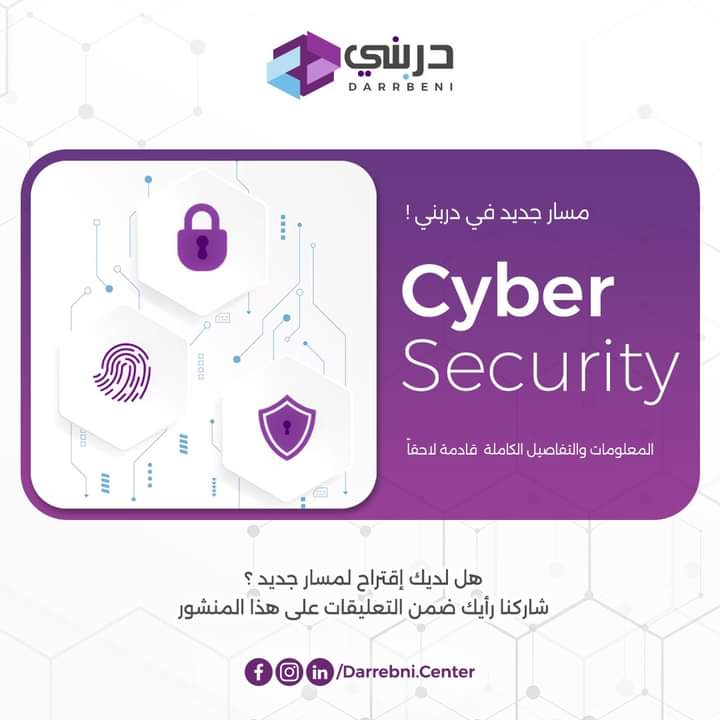 دربني
DARRBENI
مسار جديد في دربني !
Cyber
Security
المعلومات والتفاصيل الكاملة قادمة لاحقاً
هل لديك إقتراح لمسار جديد ؟
شاركنا رأيك ضمن التعليقات على هذا المنشور
/Darrebni.Center